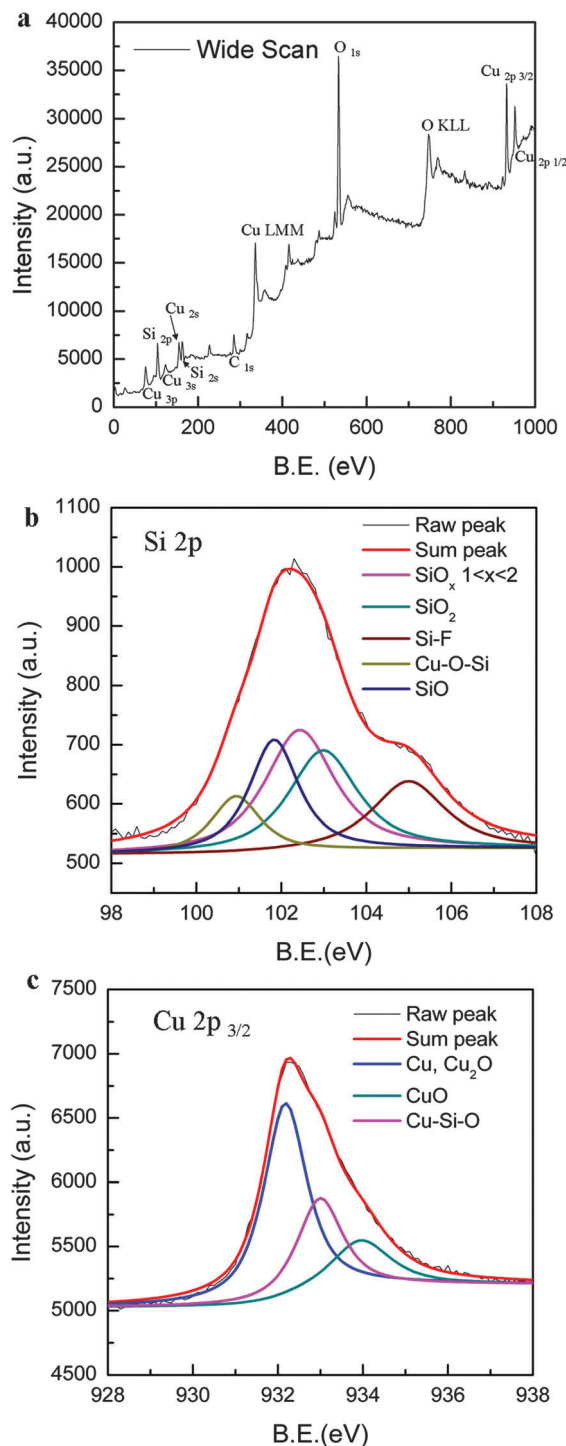 a
40000
35000
30000
25000
20000
15000
10000
5000
0
Intensity (a.u.)
Wide Scan
O 1s
Cu 2p 3/2
O KLL
Cu 2p 1/2
Cu LMM
Cu 2s
Si 2p
C 1s
Si 2s
Cu 3s
Cu 3p
0 200 400 600 800 1000
B.E. (eV)
b
1100
1000
900
800
700
600
500
Intensity (a.u.)
Si 2p
Raw peak
Sum peak
SiOx 1<x<2
SiO2
Si-F
Cu-O-Si
SiO
98 100 102 104 106 108
B.E.(eV)
c
7500
7000
6500
6000
5500
5000
4500
Intensity (a.u.)
Cu 2p 3/2
Raw peak
Sum peak
Cu, Cu2O
CuO
Cu-Si-O
928 930 932 934 936 938
B.E.(eV)